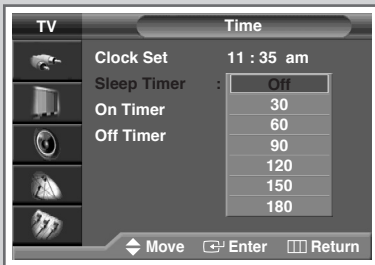 TV Time
Clock Set 11 : 35 am
Sleep Timer : Off
On Timer 30
60
Off Timer 90
120
150
180
Move Enter Return